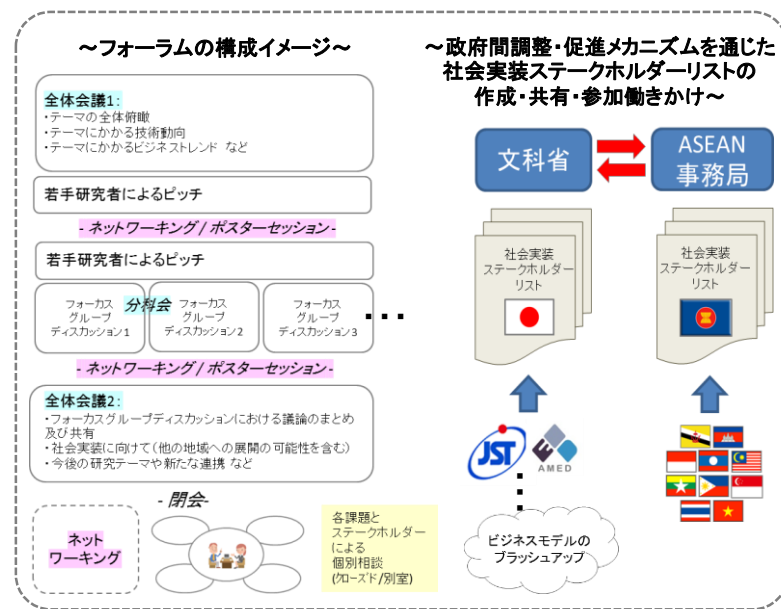 ～フォーラムの構成イメージ～
全体会議1:
・テーマの全体俯瞰
・テーマにかかる技術動向
・テーマにかかるビジネストレンド など
若手研究者によるピッチ
- ネットワーキング / ポスターセッション -
若手研究者によるピッチ
分科会
フォーカス
グループ
ディスカッション1
フォーカス
グループ
ディスカッション2
フォーカス
グループ
ディスカッション3
・・・
- ネットワーキング / ポスターセッション -
全体会議2:
・フォーカスグループディスカッションにおける議論のまとめ
及び共有
・社会実装に向けて(他の地域への展開の可能性を含む)
・今後の研究テーマや新たな連携 など
- 閉会-
ネット
ワーキング
各課題と
ステークホルダー
による
個別相談
(クローズド/別室)
～政府間調整・促進メカニズムを通じた
社会実装ステークホルダーリストの
作成・共有・参加働きかけ～
文科省
ASEAN
事務局
社会実装
ステークホルダー
リスト
社会実装
ステークホルダー
リスト
JST
AMED
ビジネスモデルの
ブラッシュアップ